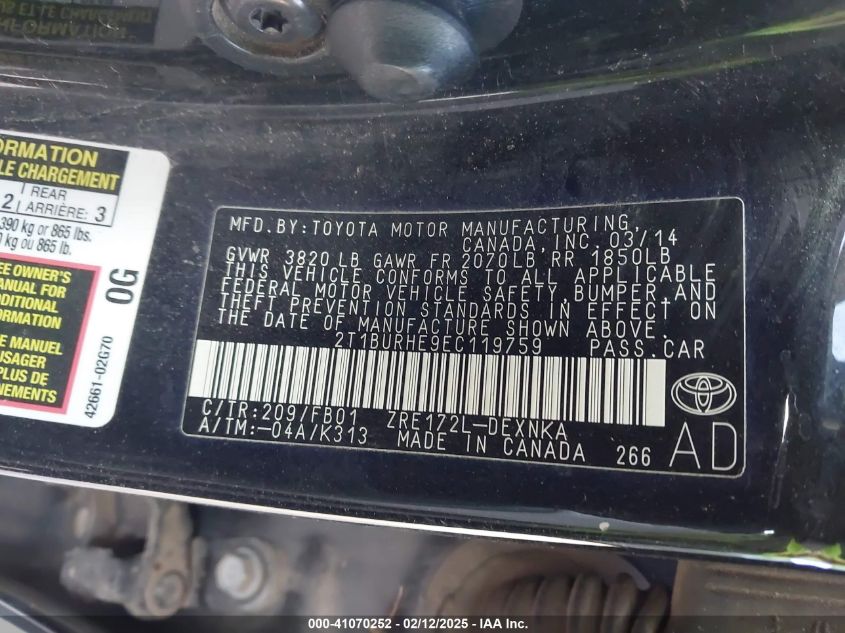 ORMATION
LE CHARGEMENT
2 REAR ARRIÈRE: 3
390 kg or 865 lbs.
kg ou 865 lb.
EE OWNER'S
MANUAL FOR
DDITIONAL
FORMATION
E MANUEL
USAGER
PLUS DE
42661-02G70
0G
MFD. BY: TOYOTA MOTOR MANUFACTURING,
CANADA, INC. 03/14
GVWR 3820 LB GAWR FR 2070LB RR 1850LB
THIS VEHICLE CONFORMS TO ALL APPLICABLE
FEDERAL MOTOR VEHICLE SAFETY, BUMPER, AND
THEFT PREVENTION STANDARDS IN EFFECT ON
THE DATE OF MANUFACTURE SHOWN ABOVE.
2T1BURHE9EC119759 PASS.CAR
C/TR:209/FB01 ZRE172L-DEXNKA
A/TM:-04A/K313 MADE IN CANADA 266
AD
000-41070252 - 02/12/2025 - IAA, Inc.